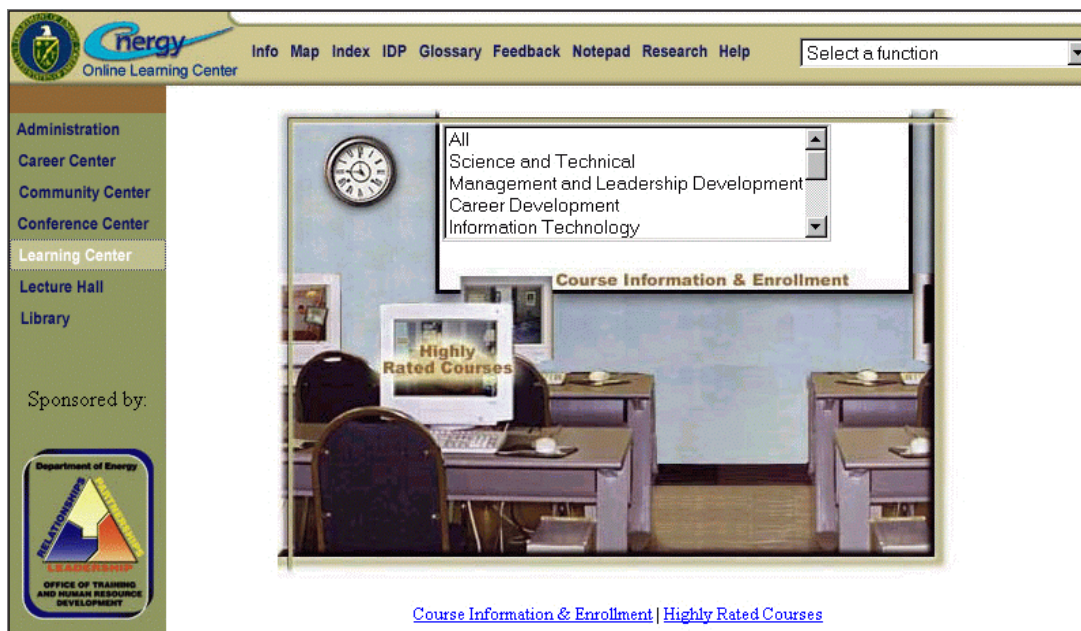 energy
Online Learning Center
Info Map Index IDP Glossary Feedback Notepad Research Help
Select a function
Administration
Career Center
Community Center
Conference Center
Learning Center
Lecture Hall
Library
Sponsored by:
Department of Energy
RELATIONSHIPS
PARTNERSHIPS
LEADERSHIP
OFFICE OF TRAINING
AND HUMAN RESOURCE
DEVELOPMENT
All
Science and Technical
Management and Leadership Development
Career Development
Information Technology
Course Information & Enrollment
Highly
Rated Courses
Course Information & Enrollment | Highly Rated Courses